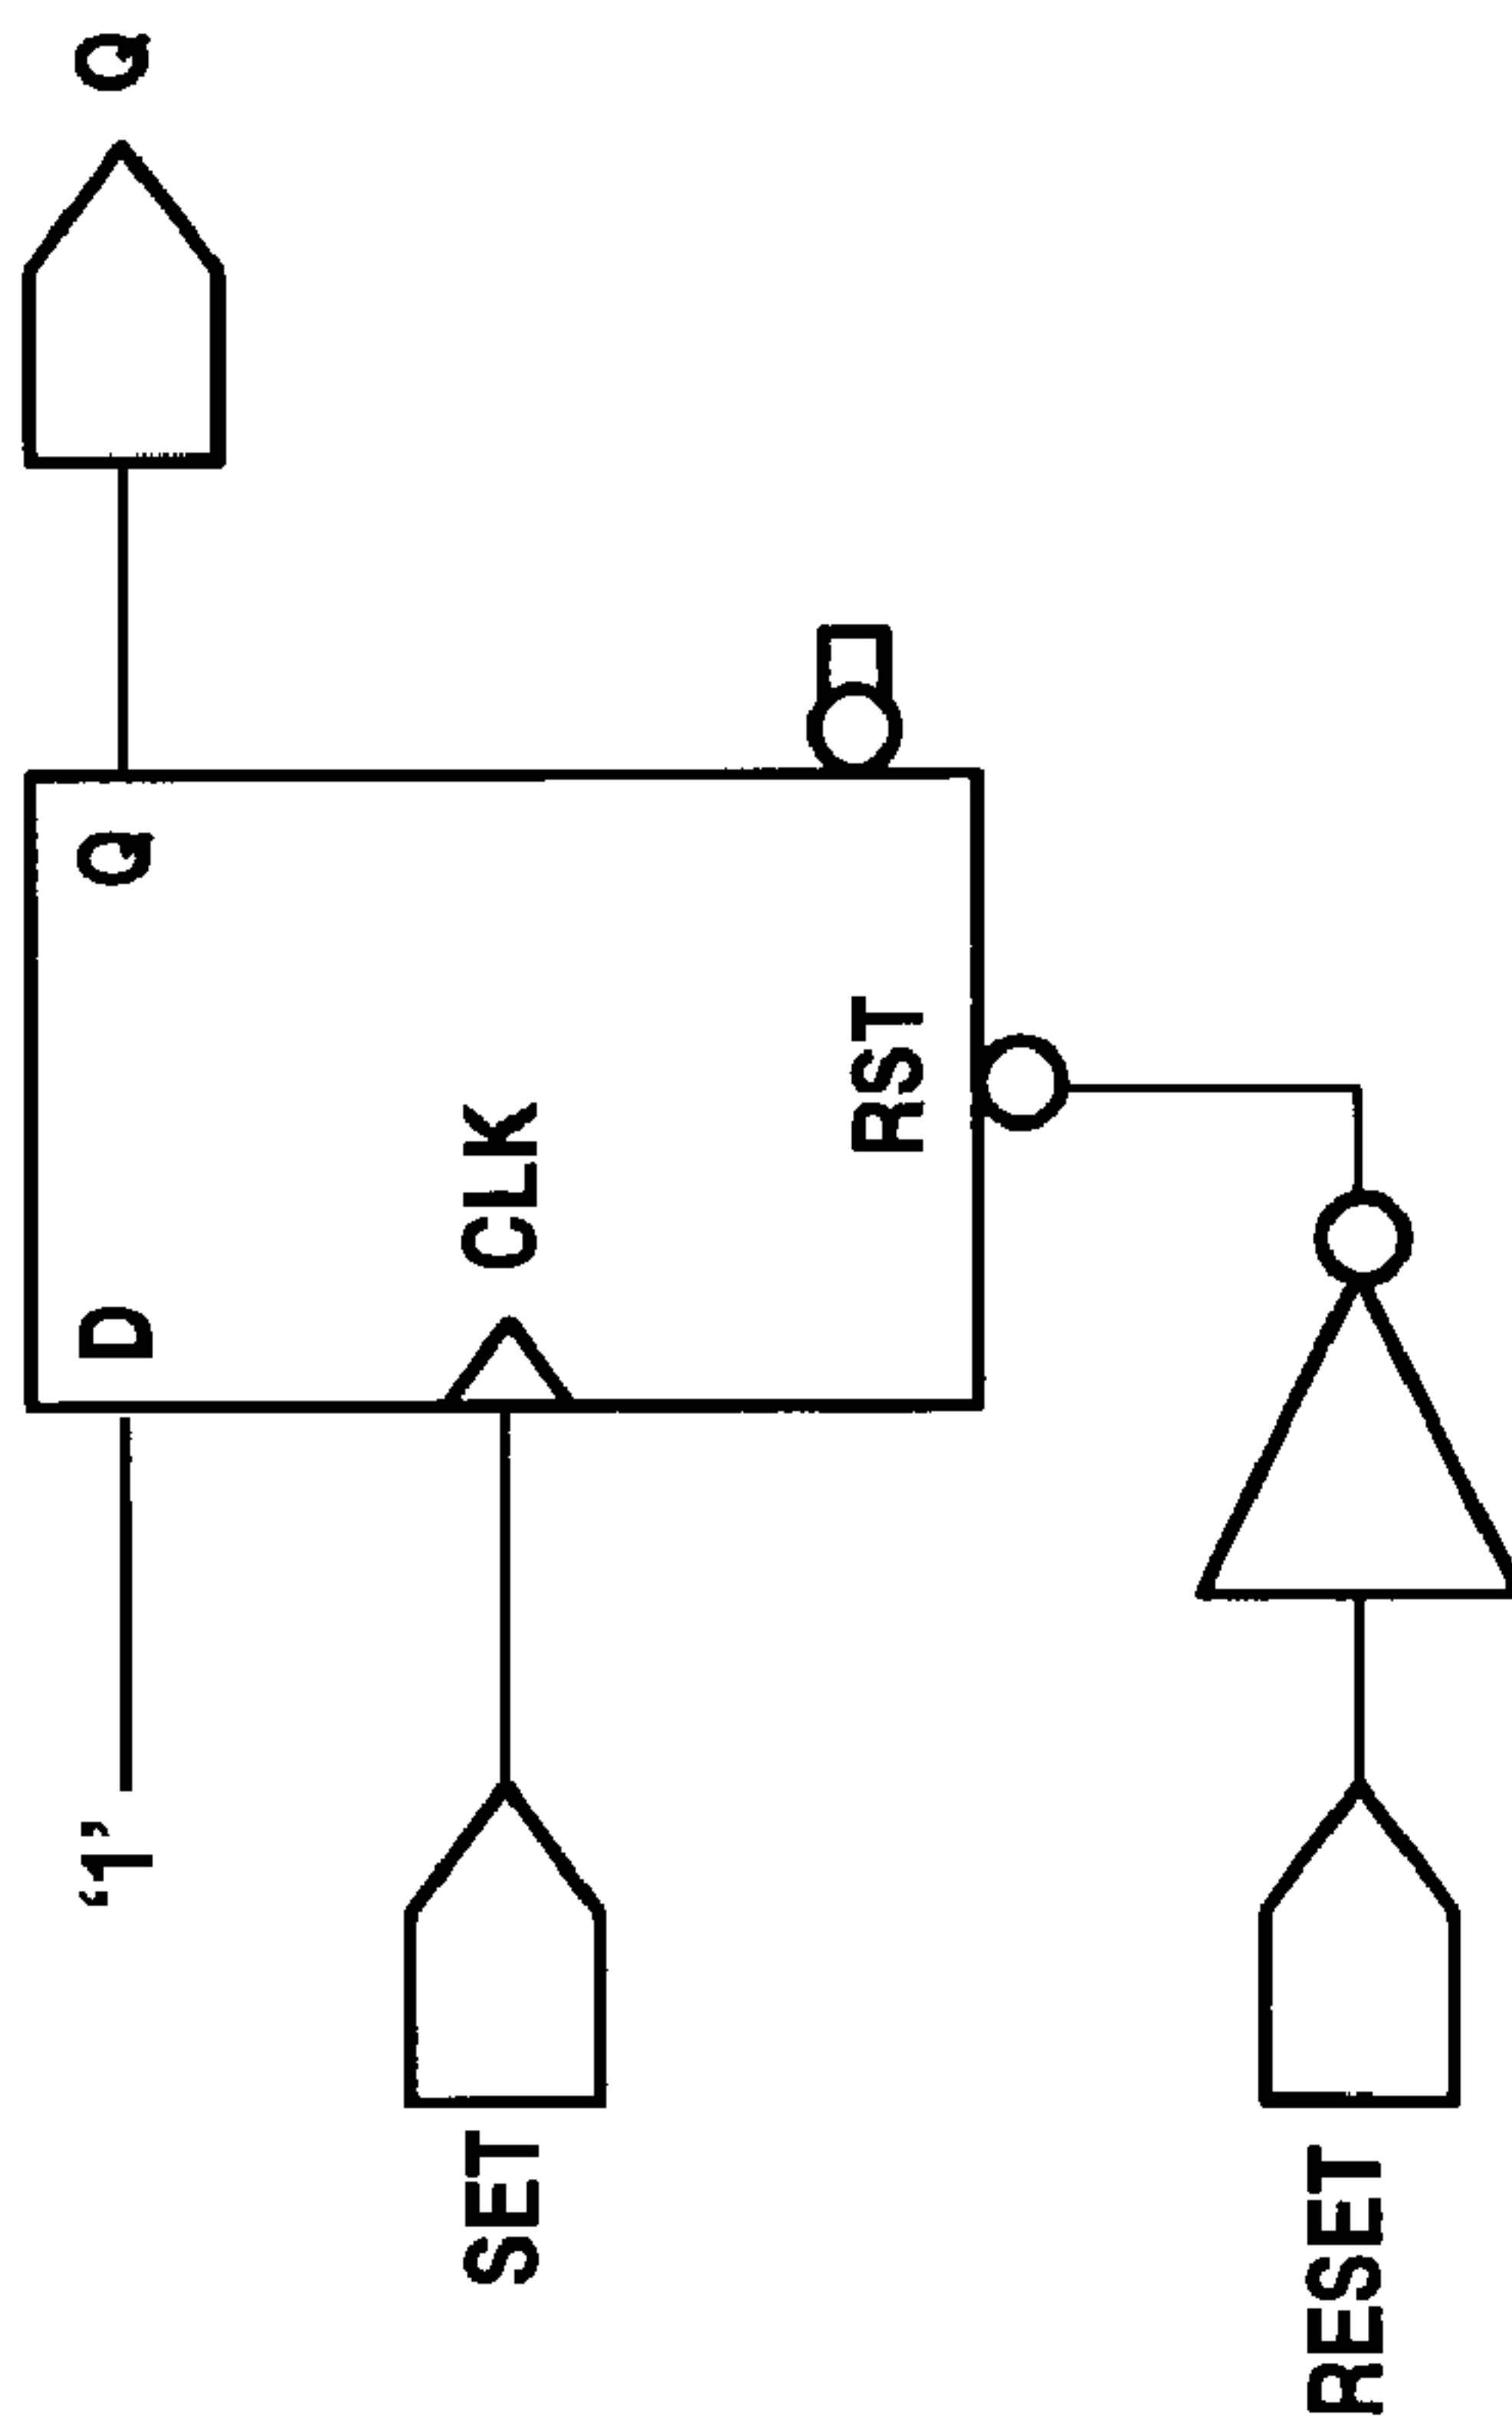 ‘1’ D Q Q
SET CLK
RST
RESET